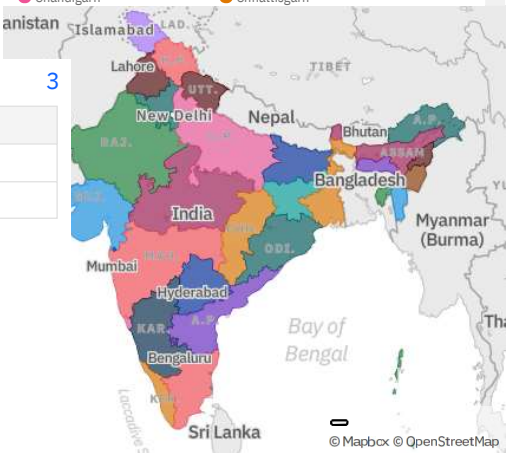 Chandigarh Chhattisgarh
anistan
Islamabad
LAD.
Lahore
3
TIBET
UTT.
New Delhi
Nepal
A.P.
Bhutan
RAJ.
ASSAM
Bangladesh
India
Myanmar
(Burma)
ODI.
Mumbai
Hyderabad
Bay of
Bengal
Tha
KAR.
A.P.
Bengaluru
Sri Lanka
© Mapbox © OpenStreetMap